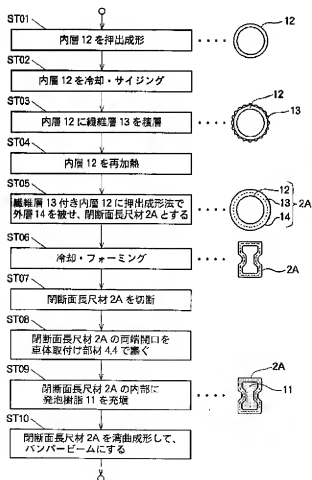 ST01
内層12を押出成形
12
ST02
内層12を冷却・サイジング
ST03
内層12に繊維層13を積層
12
13
ST04
内層12を再加熱
ST05
繊維層13付き内層12に押出成形法で
外層14を被せ、閉断面長尺材2Aとする
12
13
14
2A
ST06
冷却・フォーミング
2A
ST07
閉断面長尺材2Aを切断
ST08
閉断面長尺材2Aの両端開口を
車体取付け部材4,4で塞ぐ
ST09
閉断面長尺材2Aの内部に
発泡樹脂11を充填
2A
11
ST10
閉断面長尺材2Aを湾曲成形して、
バンパービームにする